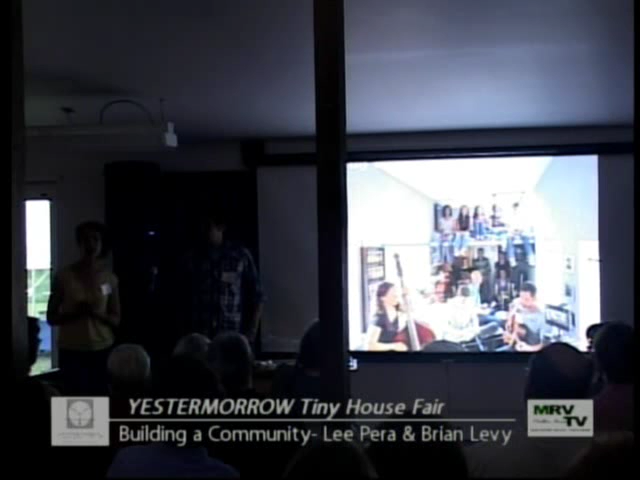 YESTERMORROW Tiny House Fair
Building a Community- Lee Pera & Brian Levy
MRV
TV